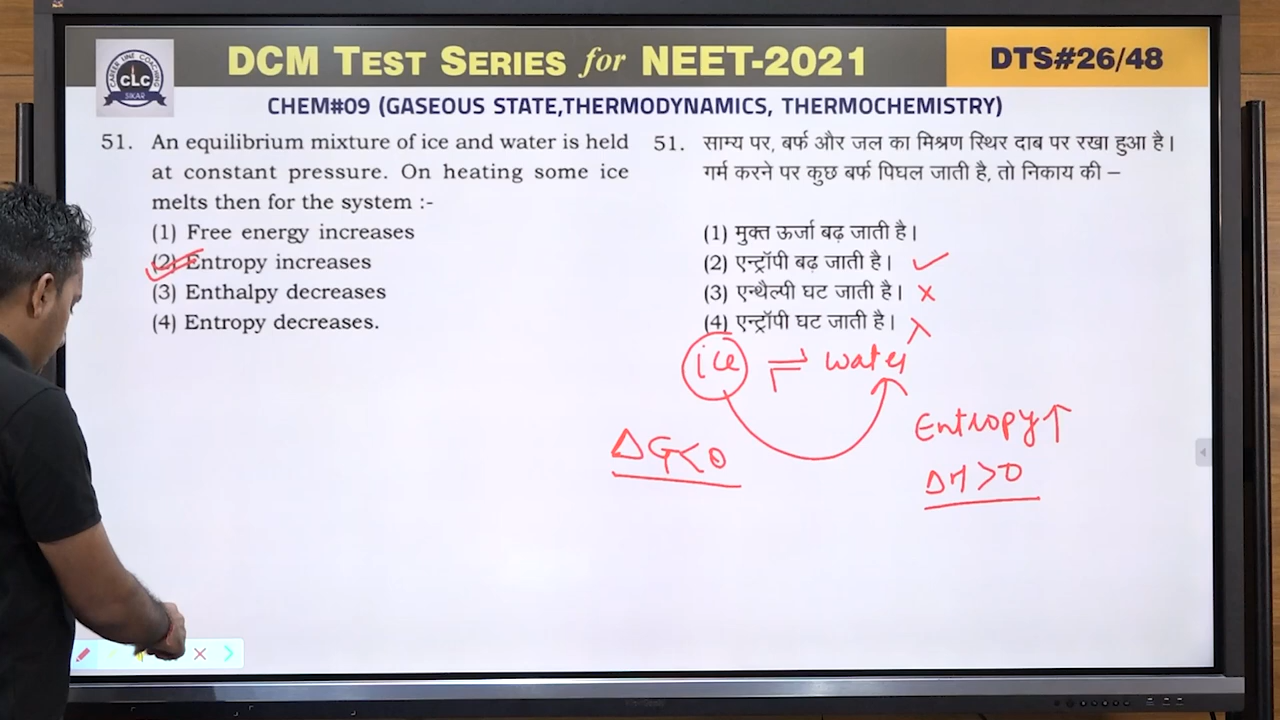 DCM TEST SERIES for NEET-2021
DTS#26/48
CAREER LINE COACHING
CLC
SIKAR
CHEM#09 (GASEOUS STATE,THERMODYNAMICS, THERMOCHEMISTRY)
51. An equilibrium mixture of ice and water is held
at constant pressure. On heating some ice
melts then for the system :-
(1) Free energy increases
(2) Entropy increases
(3) Enthalpy decreases
(4) Entropy decreases.
51. साम्य पर, बर्फ और जल का मिश्रण स्थिर दाब पर रखा हुआ है।
गर्म करने पर कुछ बर्फ पिघल जाती है, तो निकाय की –
(1) मुक्त ऊर्जा बढ़ जाती है।
(2) एन्ट्रॉपी बढ़ जाती है। ✓
(3) एन्थैल्पी घट जाती है। ×
(4) एन्ट्रॉपी घट जाती है।
ice ⇌ water
Entropy ↑
ΔG<0
ΔH>0